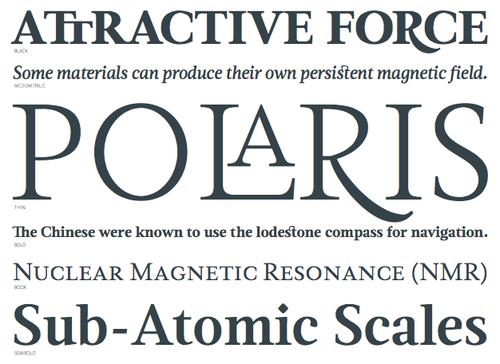 ATTRACTIVE FORCE
BLACK
Some materials can produce their own persistent magnetic field.
MEDIUM ITALIC
POLARIS
THIN
The Chinese were known to use the lodestone compass for navigation.
BOLD
Nuclear Magnetic Resonance (NMR)
BOOK
Sub-Atomic Scales
SEMIBOLD